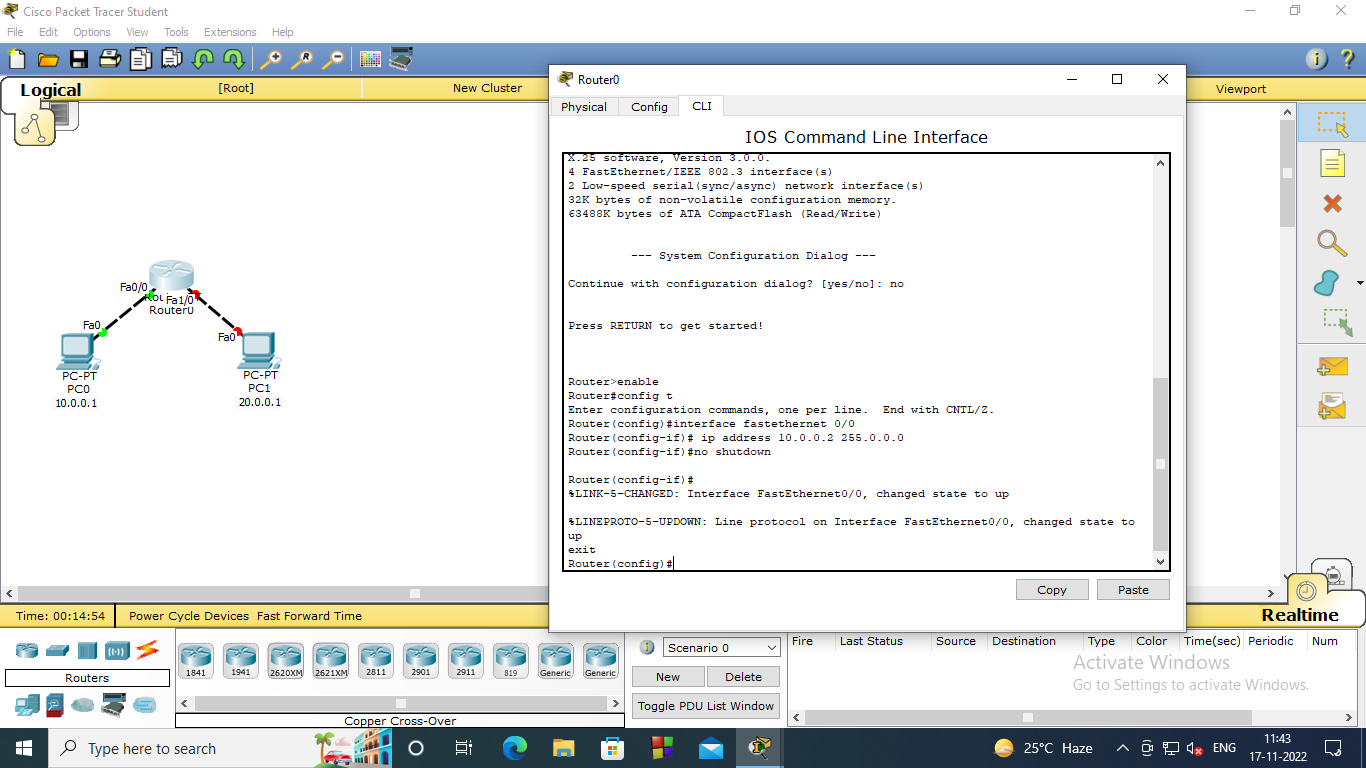 Cisco Packet Tracer Student
File Edit Options View Tools Extensions Help
Logical
[Root]
New Cluster
Viewport
Router0
Physical Config CLI
IOS Command Line Interface
X.25 software, Version 3.0.0.
4 FastEthernet/IEEE 802.3 interface(s)
2 Low-speed serial(sync/async) network interface(s)
32K bytes of non-volatile configuration memory.
63488K bytes of ATA CompactFlash (Read/Write)
--- System Configuration Dialog ---
Continue with configuration dialog? [yes/no]: no
Press RETURN to get started!
Router>enable
Router#config t
Enter configuration commands, one per line.  End with CNTL/Z.
Router(config)#interface fastethernet 0/0
Router(config-if)# ip address 10.0.0.2 255.0.0.0
Router(config-if)#no shutdown
Router(config-if)#
%LINK-5-CHANGED: Interface FastEthernet0/0, changed state to up
%LINEPROTO-5-UPDOWN: Line protocol on Interface FastEthernet0/0, changed state to
up
exit
Router(config)#
Copy Paste
Fa0/0
Fa1/0
Router0
Fa0
Fa0
PC-PT
PC0
10.0.0.1
PC-PT
PC1
20.0.0.1
Time: 00:14:54 Power Cycle Devices Fast Forward Time
Realtime
Routers
1841 1941 2620XM 2621XM 2811 2901 2911 819 Generic Generic
Copper Cross-Over
Scenario 0
New Delete
Toggle PDU List Window
Fire Last Status Source Destination Type Color Time(sec) Periodic Num
Activate Windows
Go to Settings to activate Windows.
Type here to search
25°C Haze
ENG
11:43
17-11-2022